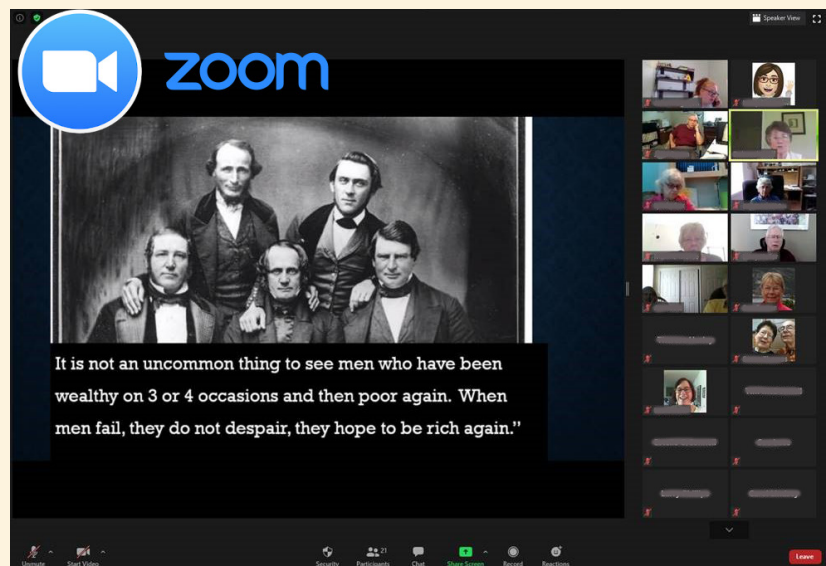 Speaker View
zoom
It is not an uncommon thing to see men who have been
wealthy on 3 or 4 occasions and then poor again. When
men fail, they do not despair, they hope to be rich again.”
Unmute
Start Video
Security
Participants
21
Chat
Share Screen
Record
Reactions
Leave